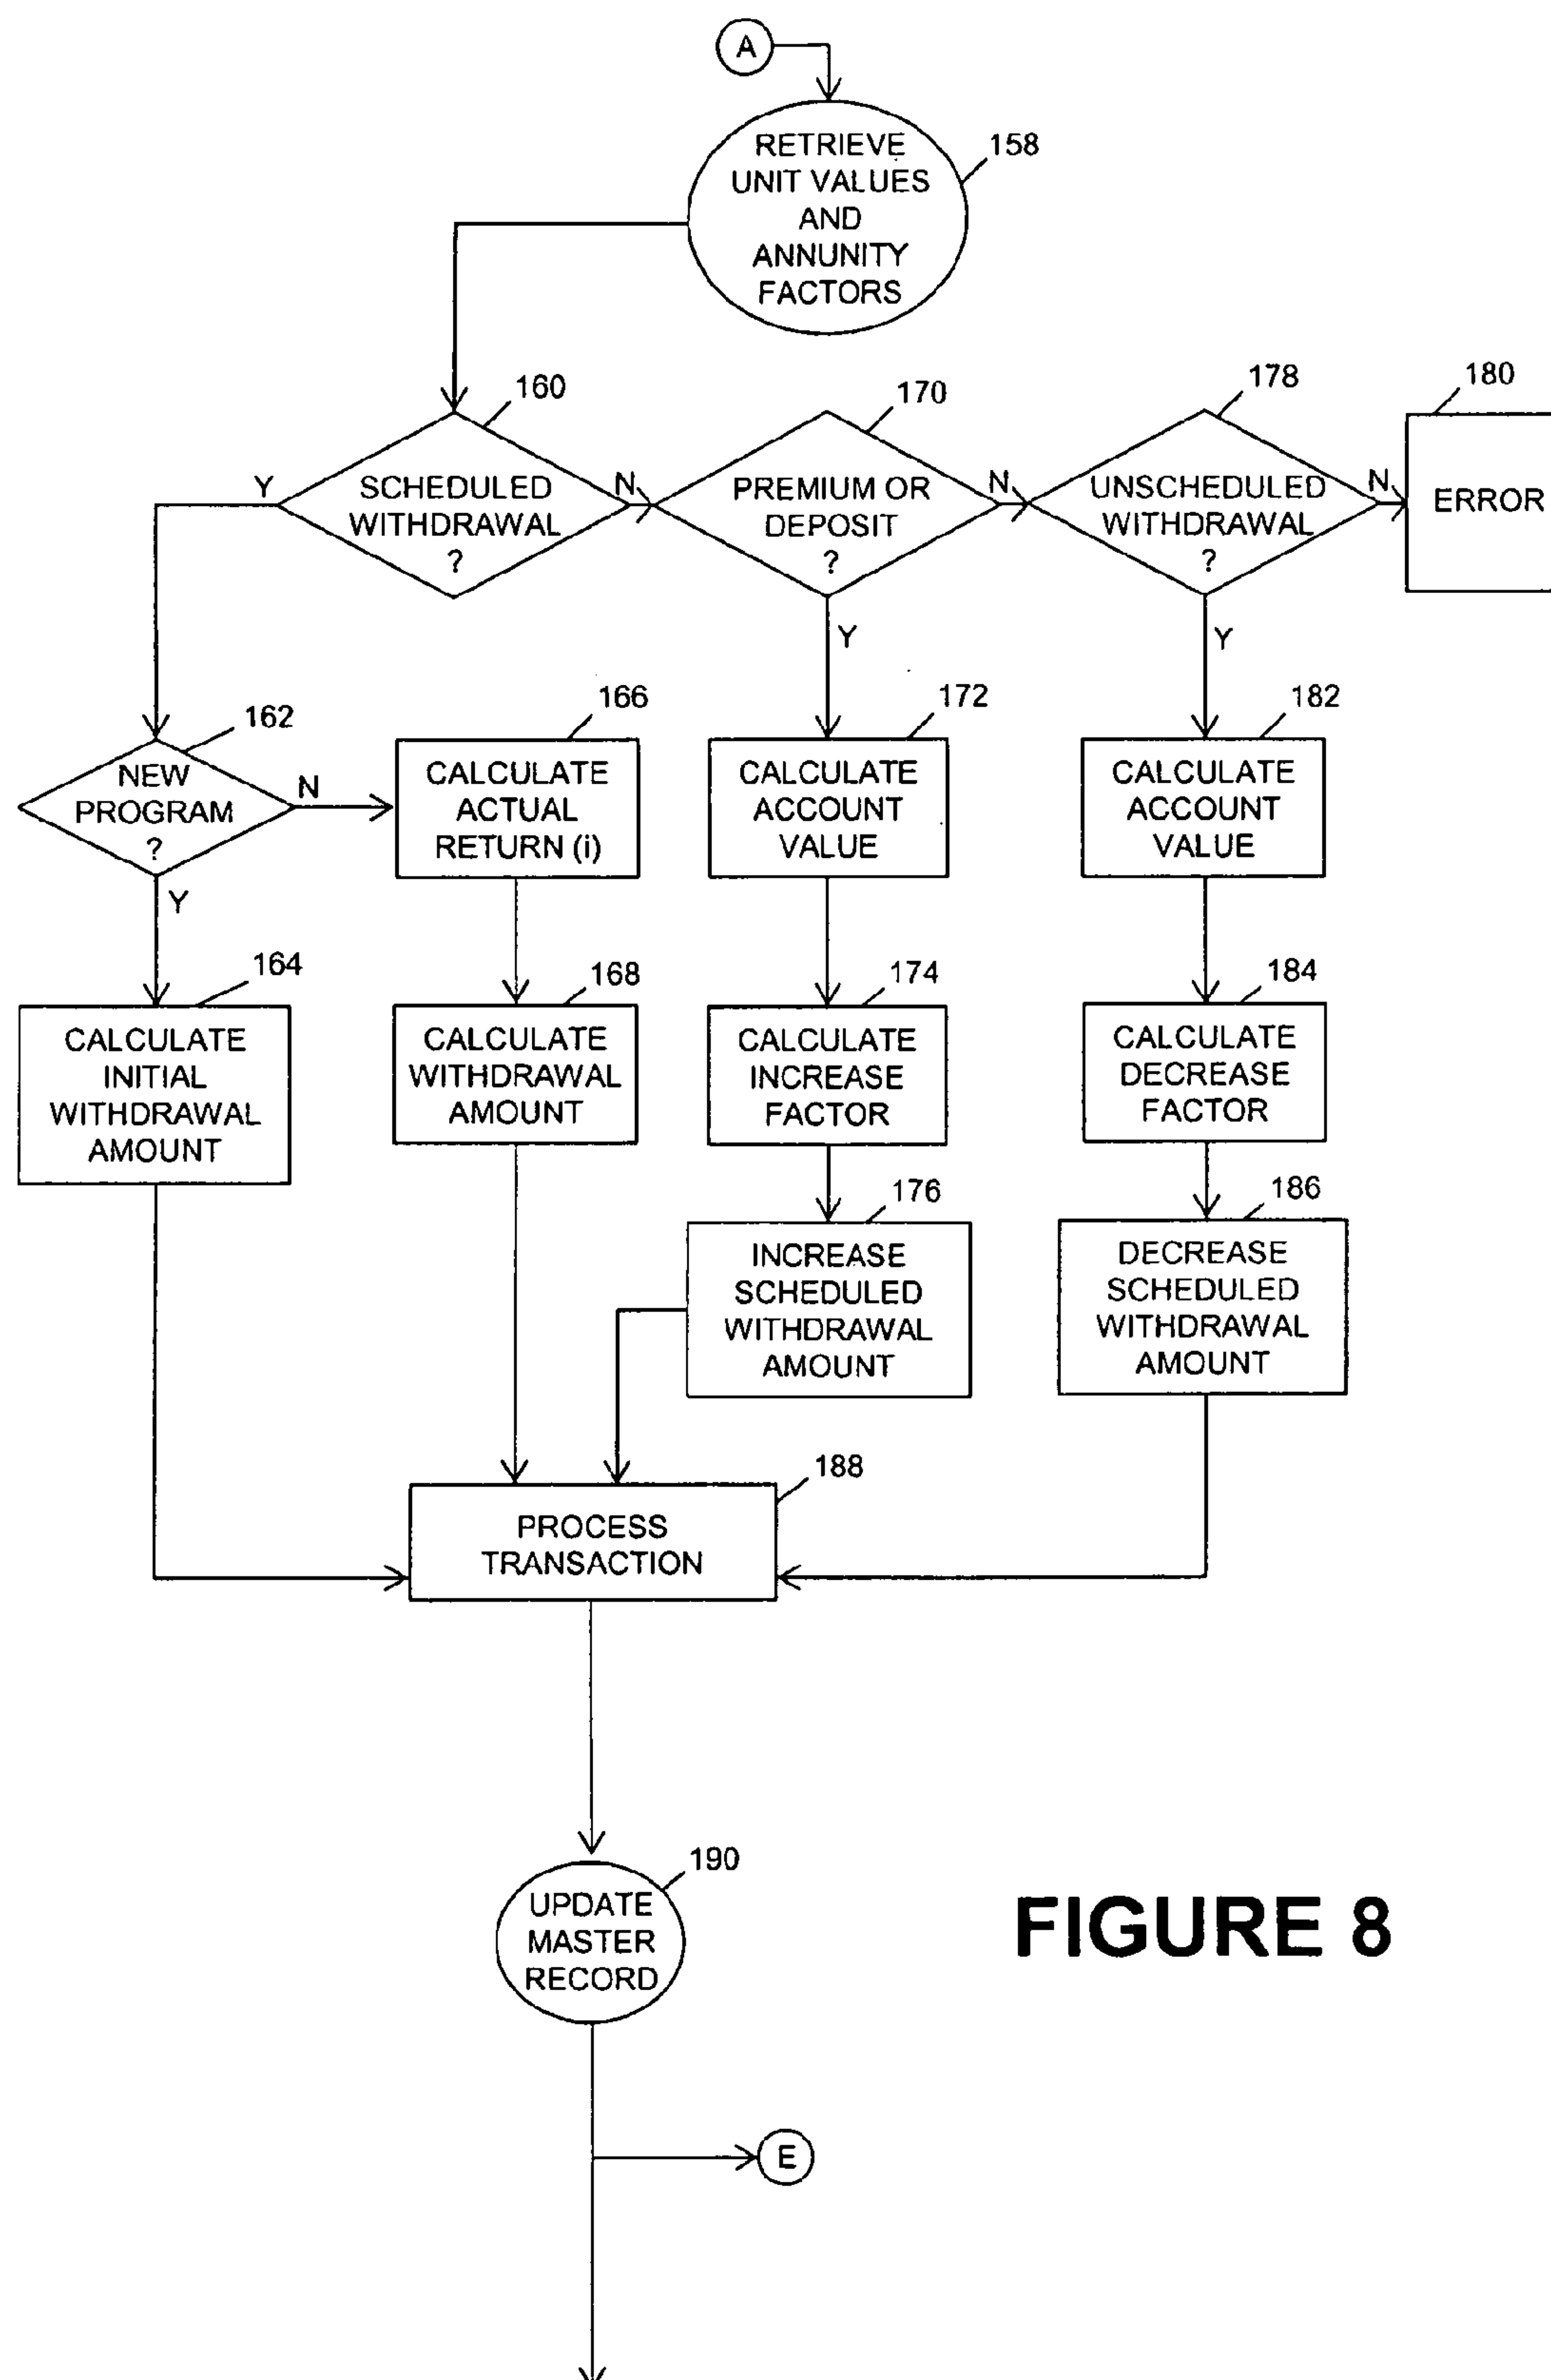 A
RETRIEVE
UNIT VALUES
AND
ANNUNITY
FACTORS
158
160
SCHEDULED
WITHDRAWAL
?
Y
N
170
PREMIUM OR
DEPOSIT
?
N
Y
178
UNSCHEDULED
WITHDRAWAL
?
N
Y
180
ERROR
162
NEW
PROGRAM
?
N
Y
166
CALCULATE
ACTUAL
RETURN (i)
172
CALCULATE
ACCOUNT
VALUE
182
CALCULATE
ACCOUNT
VALUE
164
CALCULATE
INITIAL
WITHDRAWAL
AMOUNT
168
CALCULATE
WITHDRAWAL
AMOUNT
174
CALCULATE
INCREASE
FACTOR
184
CALCULATE
DECREASE
FACTOR
176
INCREASE
SCHEDULED
WITHDRAWAL
AMOUNT
186
DECREASE
SCHEDULED
WITHDRAWAL
AMOUNT
188
PROCESS
TRANSACTION
190
UPDATE
MASTER
RECORD
FIGURE 8
E